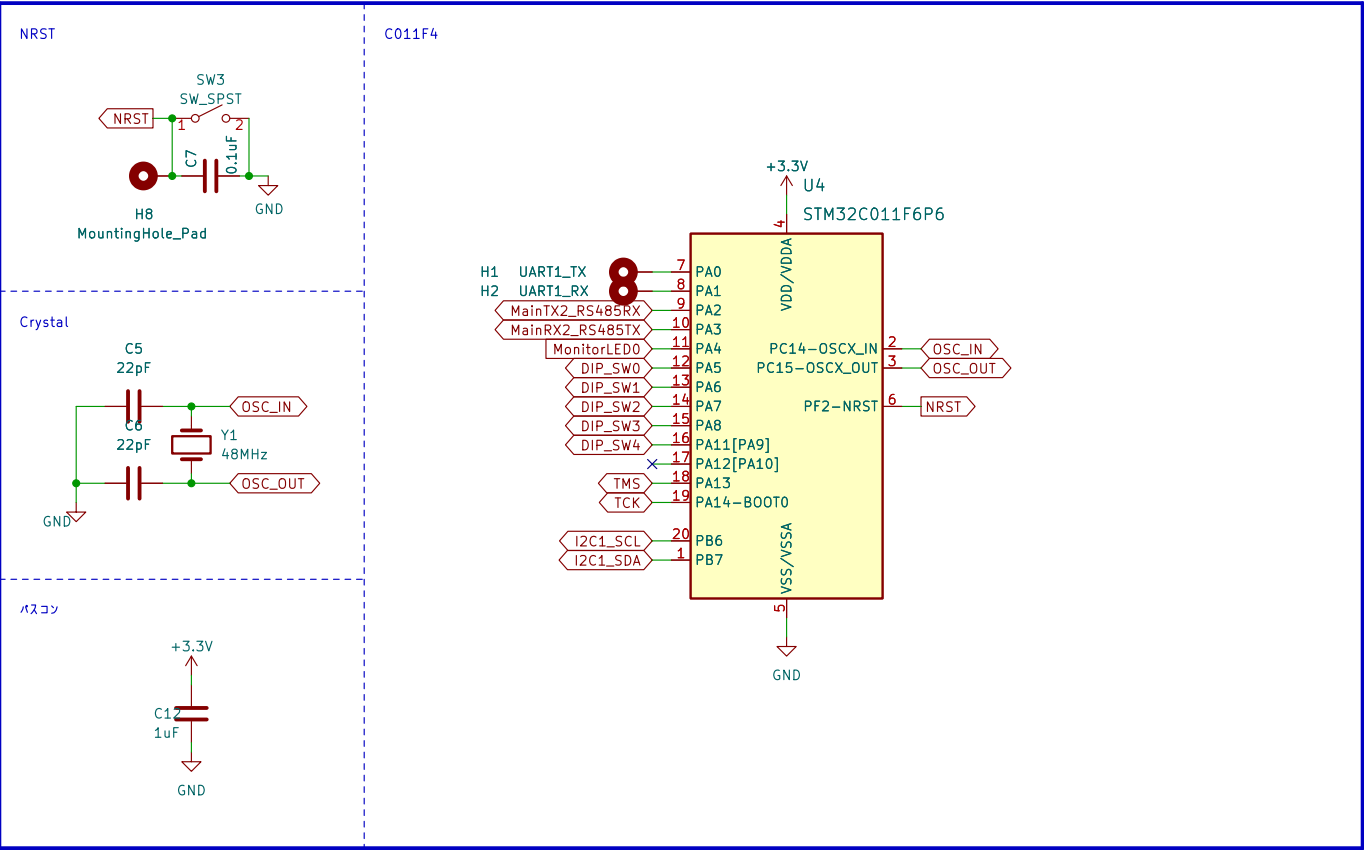 NRST
SW3
SW_SPST
NRST
1
2
C7
0.1uF
GND
H8
MountingHole_Pad
Crystal
C5
22pF
OSC_IN
C6
22pF
Y1
48MHz
OSC_OUT
GND
パスコン
+3.3V
C12
1uF
GND
C011F4
+3.3V
U4
STM32C011F6P6
4
VDD/VDDA
H1 UART1_TX 7 PA0
H2 UART1_RX 8 PA1
MainTX2_RS485RX 9 PA2
MainRX2_RS485TX 10 PA3
MonitorLED0 11 PA4
DIP_SW0 12 PA5
DIP_SW1 13 PA6
DIP_SW2 14 PA7
DIP_SW3 15 PA8
DIP_SW4 16 PA11[PA9]
17 PA12[PA10]
TMS 18 PA13
TCK 19 PA14-BOOT0
I2C1_SCL 20 PB6
I2C1_SDA 1 PB7
PC14-OSCX_IN 2 OSC_IN
PC15-OSCX_OUT 3 OSC_OUT
PF2-NRST 6 NRST
VSS/VSSA
5
GND